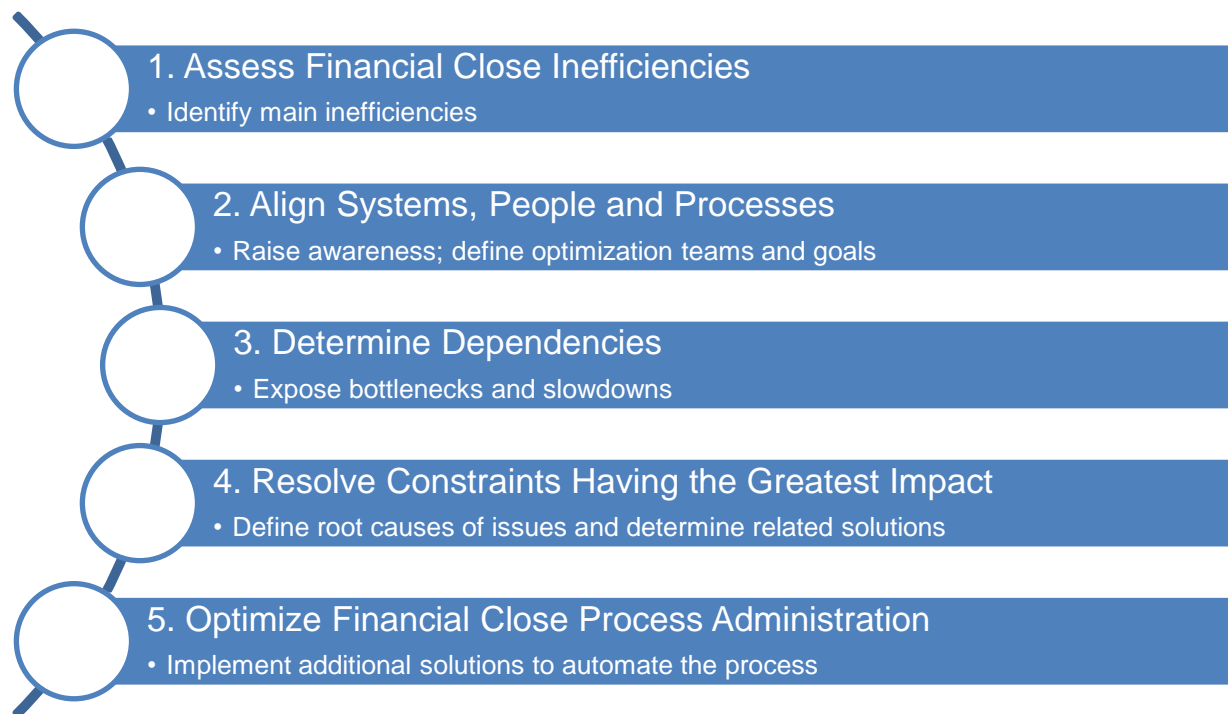 1. Assess Financial Close Inefficiencies
• Identify main inefficiencies
2. Align Systems, People and Processes
• Raise awareness; define optimization teams and goals
3. Determine Dependencies
• Expose bottlenecks and slowdowns
4. Resolve Constraints Having the Greatest Impact
• Define root causes of issues and determine related solutions
5. Optimize Financial Close Process Administration
• Implement additional solutions to automate the process